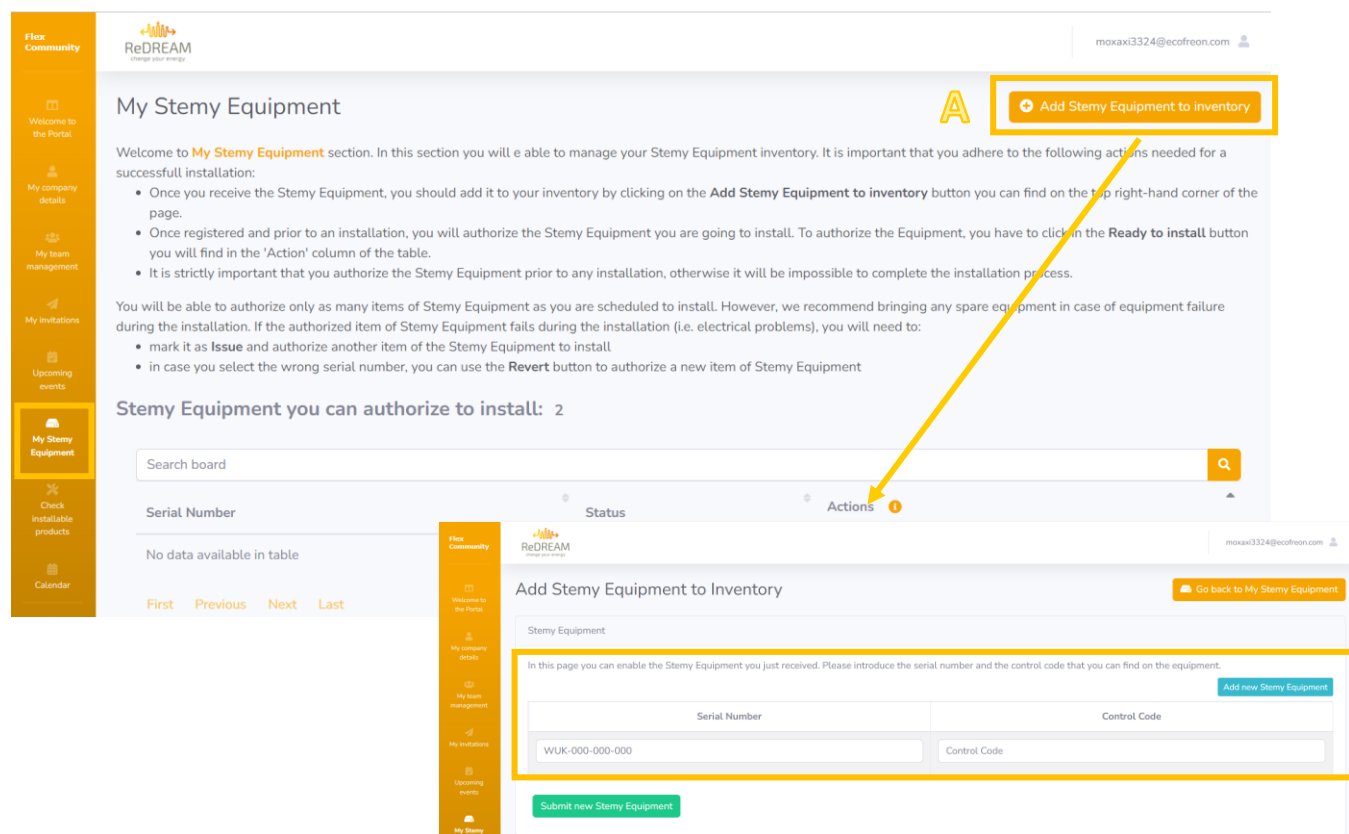 Flex
Community
ReDREAM
change your energy
moxaxi3324@ecofreon.com
Welcome to
the Portal
My company
details
My team
management
My invitations
Upcoming
events
My Stemy
Equipment
Check
installable
products
Calendar
My Stemy Equipment
A
Add Stemy Equipment to inventory
Welcome to My Stemy Equipment section. In this section you will e able to manage your Stemy Equipment inventory. It is important that you adhere to the following actions needed for a
successfull installation:
• Once you receive the Stemy Equipment, you should add it to your inventory by clicking on the Add Stemy Equipment to inventory button you can find on the top right-hand corner of the
page.
• Once registered and prior to an installation, you will authorize the Stemy Equipment you are going to install. To authorize the Equipment, you have to click in the Ready to install button
you will find in the 'Action' column of the table.
• It is strictly important that you authorize the Stemy Equipment prior to any installation, otherwise it will be impossible to complete the installation process.
You will be able to authorize only as many items of Stemy Equipment as you are scheduled to install. However, we recommend bringing any spare equipment in case of equipment failure
during the installation. If the authorized item of Stemy Equipment fails during the installation (i.e. electrical problems), you will need to:
• mark it as Issue and authorize another item of the Stemy Equipment to install
• in case you select the wrong serial number, you can use the Revert button to authorize a new item of Stemy Equipment
Stemy Equipment you can authorize to install: 2
Search board
Serial Number Status Actions
No data available in table
First Previous Next Last
Flex
Community
ReDREAM
change your energy
moxaxi3324@ecofreon.com
Welcome to
the Portal
My company
details
My team
management
My invitations
Upcoming
events
My Stemy
Add Stemy Equipment to Inventory
Go back to My Stemy Equipment
Stemy Equipment
In this page you can enable the Stemy Equipment you just received. Please introduce the serial number and the control code that you can find on the equipment.
Add new Stemy Equipment
Serial Number Control Code
WUK-000-000-000 Control Code
Submit new Stemy Equipment